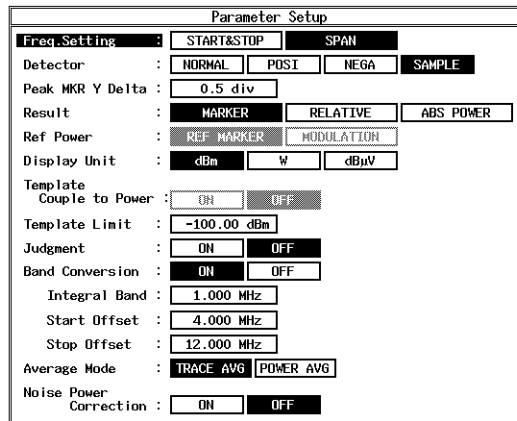 Parameter Setup
Freq.Setting : START&STOP SPAN
Detector : NORMAL POSI NEGA SAMPLE
Peak MKR Y Delta : 0.5 div
Result : MARKER RELATIVE ABS POWER
Ref Power : REF MARKER MODULATION
Display Unit : dBm W dBµV
Template
Couple to Power : ON OFF
Template Limit : -100.00 dBm
Judgment : ON OFF
Band Conversion : ON OFF
Integral Band : 1.000 MHz
Start Offset : 4.000 MHz
Stop Offset : 12.000 MHz
Average Mode : TRACE AVG POWER AVG
Noise Power
Correction : ON OFF